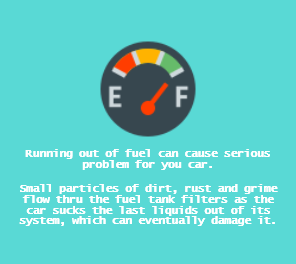 E F
Running out of fuel can cause serious
problem for you car.
Small particles of dirt, rust and grime
flow thru the fuel tank filters as the
car sucks the last liquids out of its
system, which can eventually damage it.